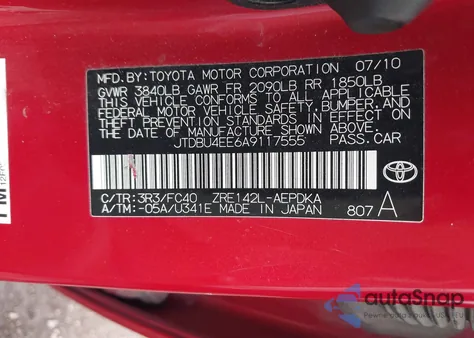 MFD. BY: TOYOTA MOTOR CORPORATION 07/10
GVWR 3840LB GAWR FR 2090LB RR 1850LB
THIS VEHICLE CONFORMS TO ALL APPLICABLE
FEDERAL MOTOR VEHICLE SAFETY, BUMPER, AND
THEFT PREVENTION STANDARDS IN EFFECT ON
THE DATE OF MANUFACTURE SHOWN ABOVE.
JTDBU4EE6A9117555 PASS. CAR
TOYOTA
C/TR: 3R3/FC40 ZRE142L-AEPDKA
A/TM: -05A/U341E MADE IN JAPAN 807 A
autoSnap